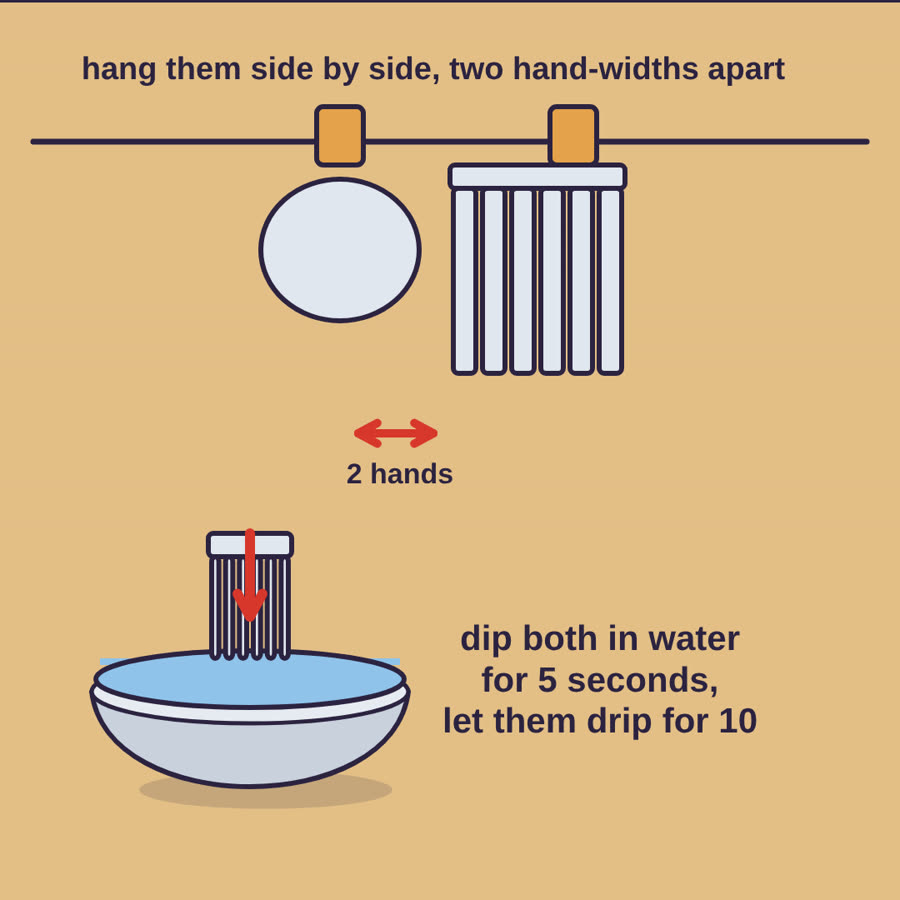 hang them side by side, two hand-widths apart
2 hands
dip both in water
for 5 seconds,
let them drip for 10